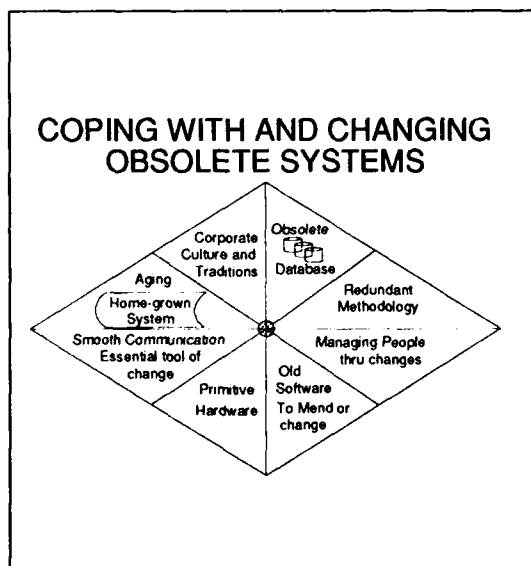 COPING WITH AND CHANGING
OBSOLETE SYSTEMS
Corporate
Culture and
Traditions
Obsolete
Database
Aging
Home-grown
System
Redundant
Methodology
Smooth Communication
Essential tool of
change
Managing People
thru changes
Primitive
Hardware
Old
Software
To Mend or
change